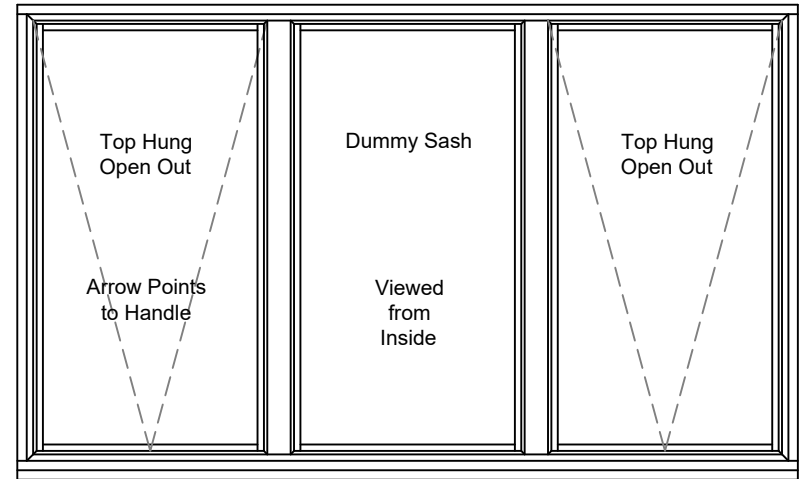 Top Hung
Open Out
Dummy Sash
Top Hung
Open Out
Arrow Points
to Handle
Viewed
from
Inside